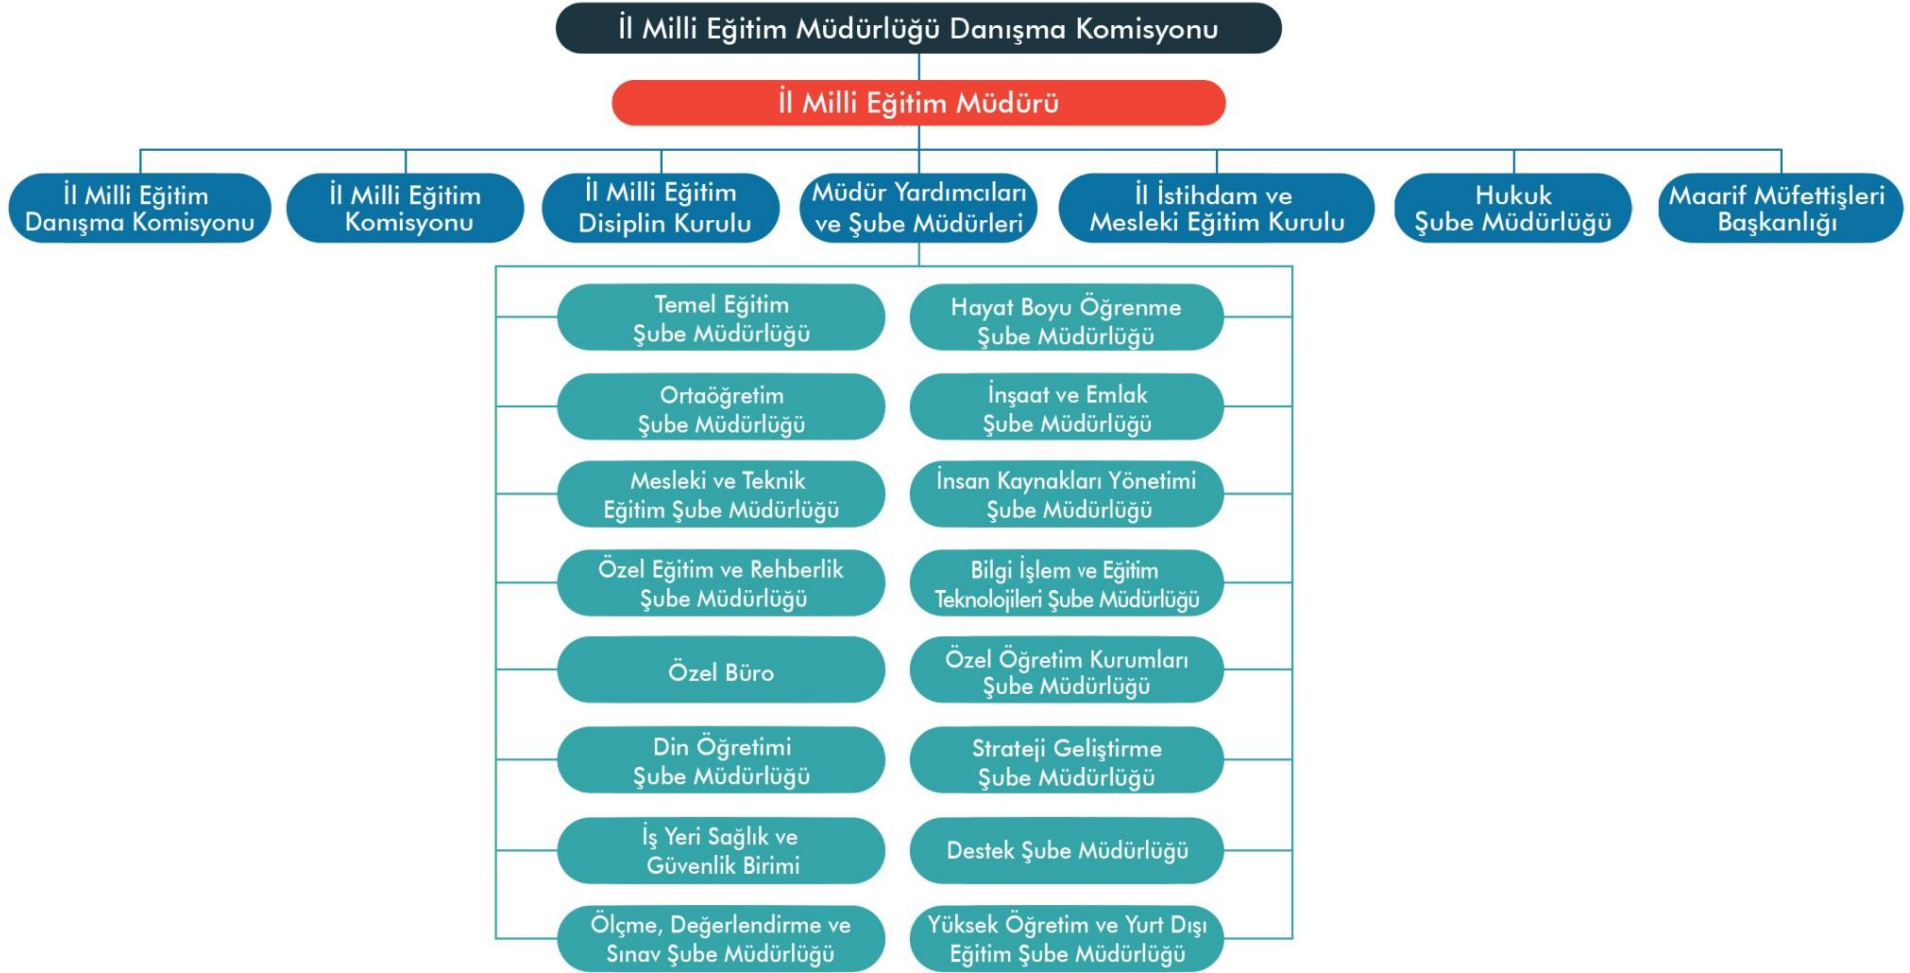 İl Milli Eğitim Müdürlüğü Danışma Komisyonu
İl Milli Eğitim Müdürü
İl Milli Eğitim
Danışma Komisyonu
İl Milli Eğitim
Komisyonu
İl Milli Eğitim
Disiplin Kurulu
Müdür Yardımcıları
ve Şube Müdürleri
İl İstihdam ve
Mesleki Eğitim Kurulu
Hukuk
Şube Müdürlüğü
Maarif Müfettişleri
Başkanlığı
Temel Eğitim
Şube Müdürlüğü
Hayat Boyu Öğrenme
Şube Müdürlüğü
Ortaöğretim
Şube Müdürlüğü
İnşaat ve Emlak
Şube Müdürlüğü
Mesleki ve Teknik
Eğitim Şube Müdürlüğü
İnsan Kaynakları Yönetimi
Şube Müdürlüğü
Özel Eğitim ve Rehberlik
Şube Müdürlüğü
Bilgi İşlem ve Eğitim
Teknolojileri Şube Müdürlüğü
Özel Büro
Özel Öğretim Kurumları
Şube Müdürlüğü
Din Öğretimi
Şube Müdürlüğü
Strateji Geliştirme
Şube Müdürlüğü
İş Yeri Sağlık ve
Güvenlik Birimi
Destek Şube Müdürlüğü
Ölçme, Değerlendirme ve
Sınav Şube Müdürlüğü
Yüksek Öğretim ve Yurt Dışı
Eğitim Şube Müdürlüğü